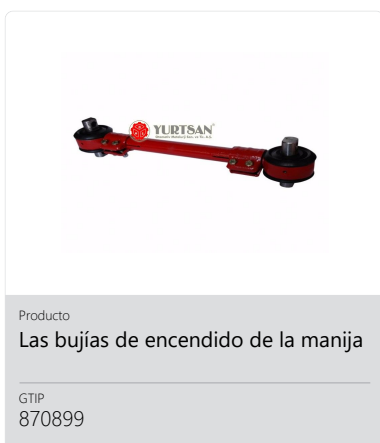 YURTSAN
Producto
Las bujías de encendido de la manija
GTIP
870899